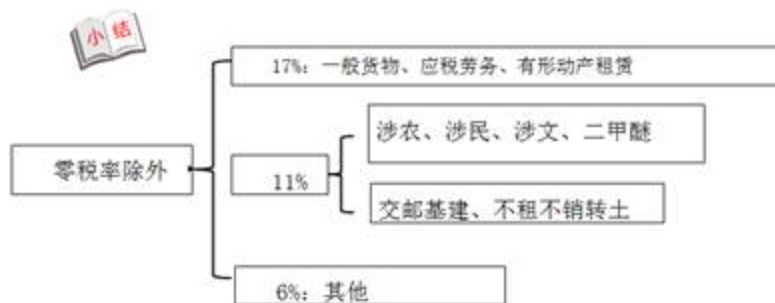 小结
17%：一般货物、应税劳务、有形动产租赁
涉农、涉民、涉文、二甲醚
零税率除外
11%
交邮基建、不租不销转土
6%：其他